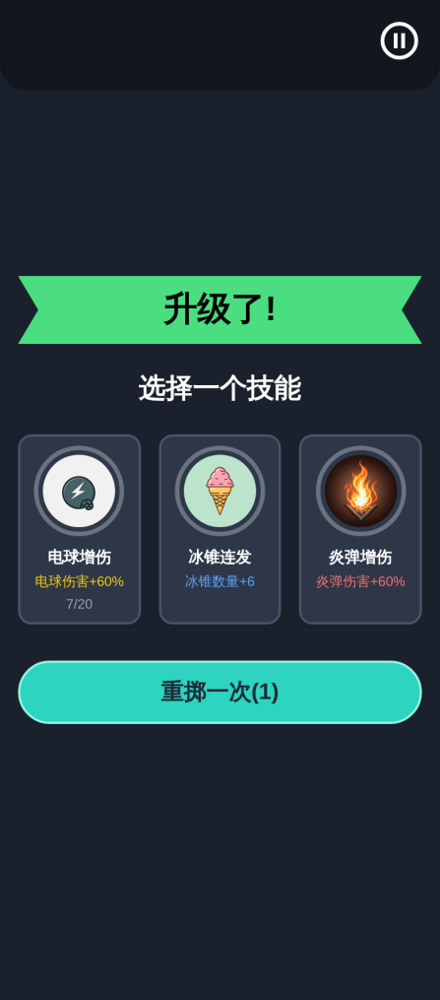 升级了!
选择一个技能
电球增伤
电球伤害+60%
7/20
冰锥连发
冰锥数量+6
炎弹增伤
炎弹伤害+60%
重掷一次(1)